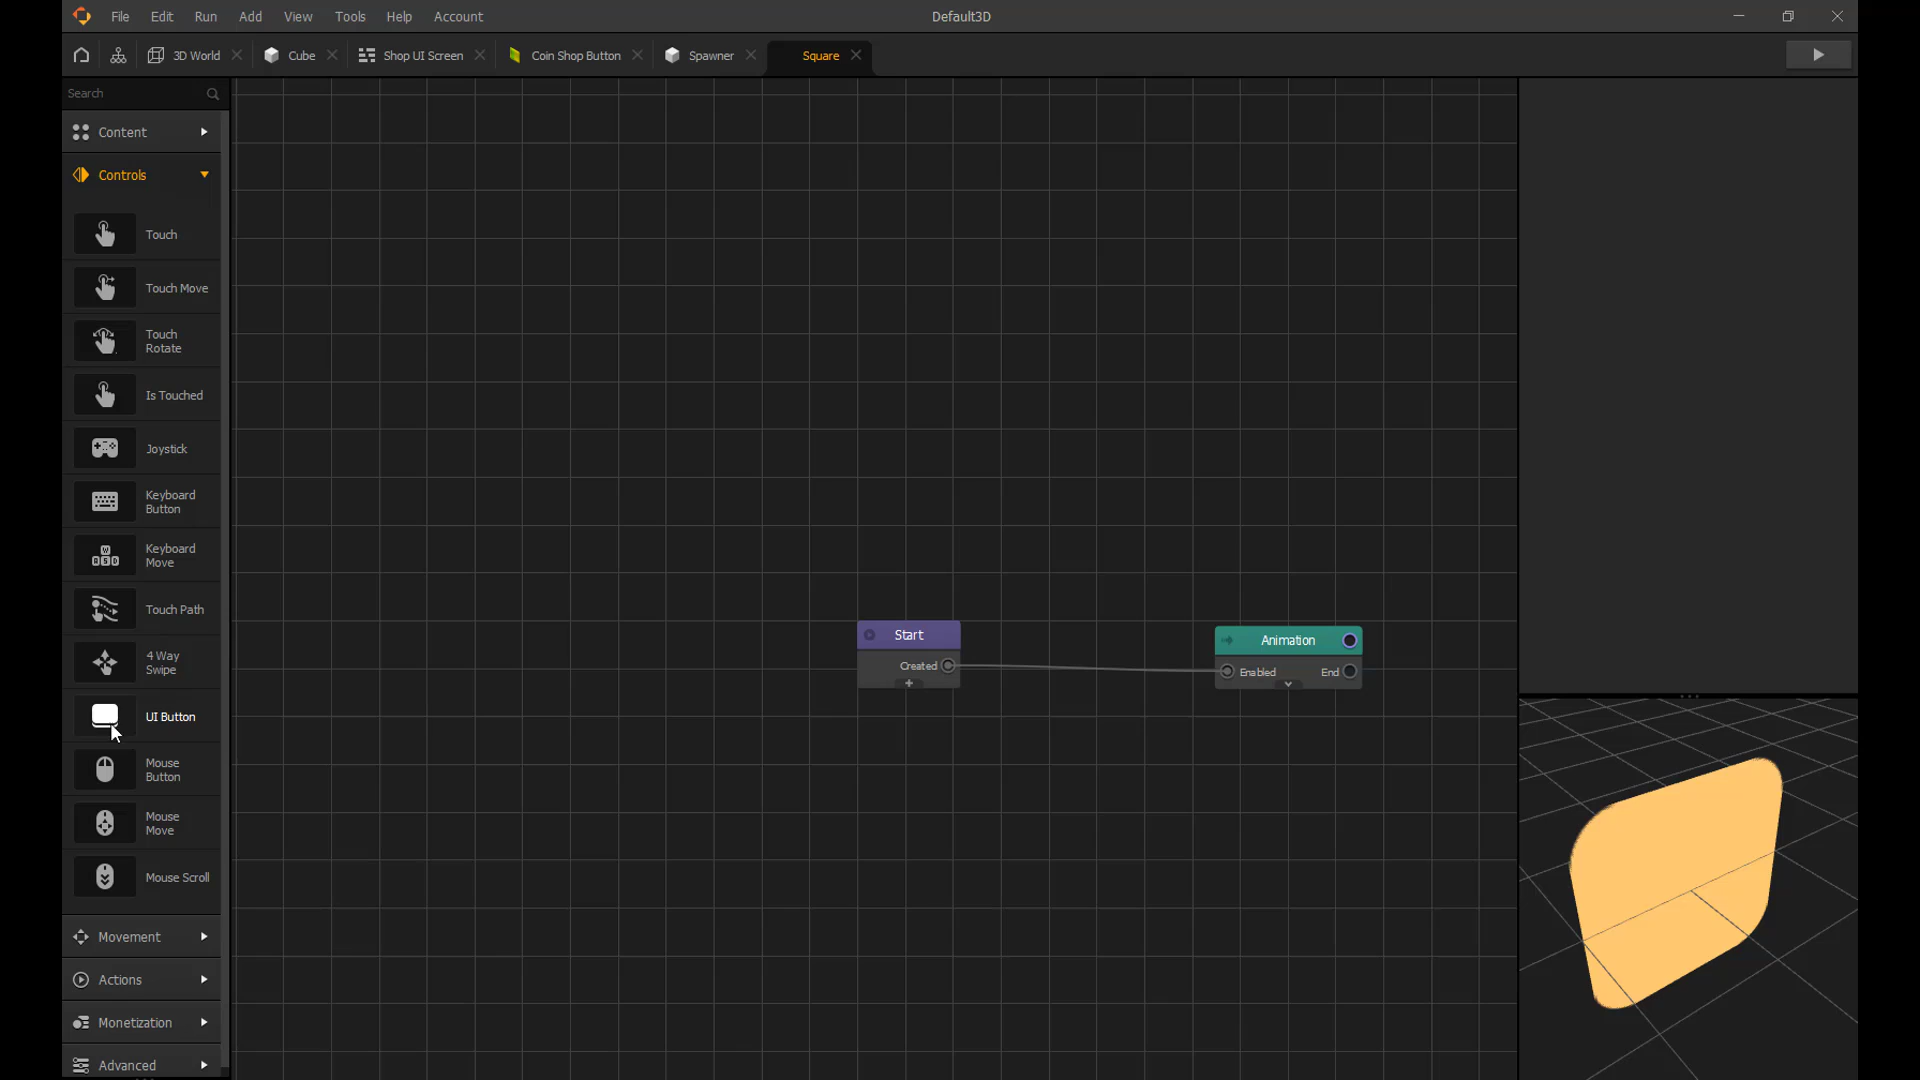 File Edit Run Add View Tools Help Account Default3D
3D World Cube Shop UI Screen Coin Shop Button Spawner Square
Search
Content
Controls
Touch
Touch Move
Touch
Rotate
Is Touched
Joystick
Keyboard
Button
Keyboard
Move
Touch Path
4 Way
Swipe
UI Button
Mouse
Button
Mouse
Move
Mouse Scroll
Movement
Actions
Monetization
Advanced
Start
Created
+
Animation
Enabled End